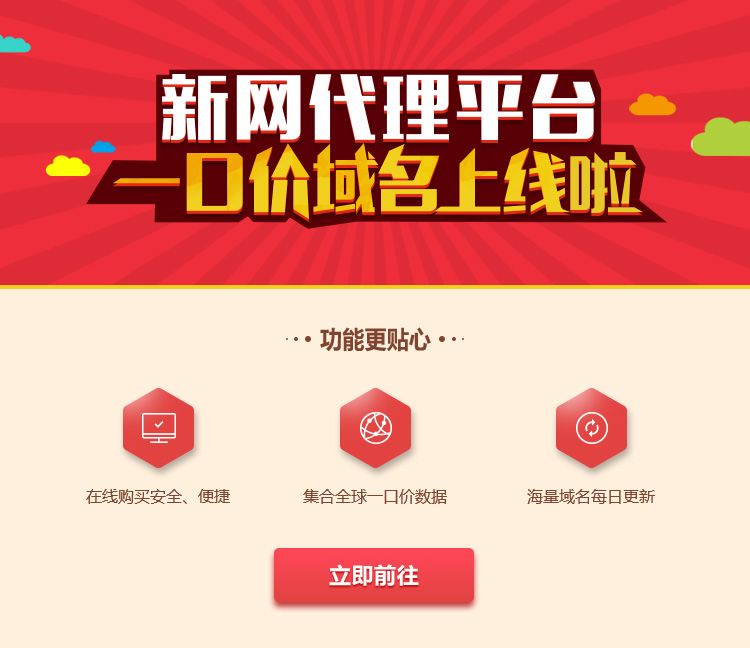 新网代理平台
一口价域名上线啦
功能更贴心
在线购买安全、便捷
集合全球一口价数据
海量域名每日更新
立即前往